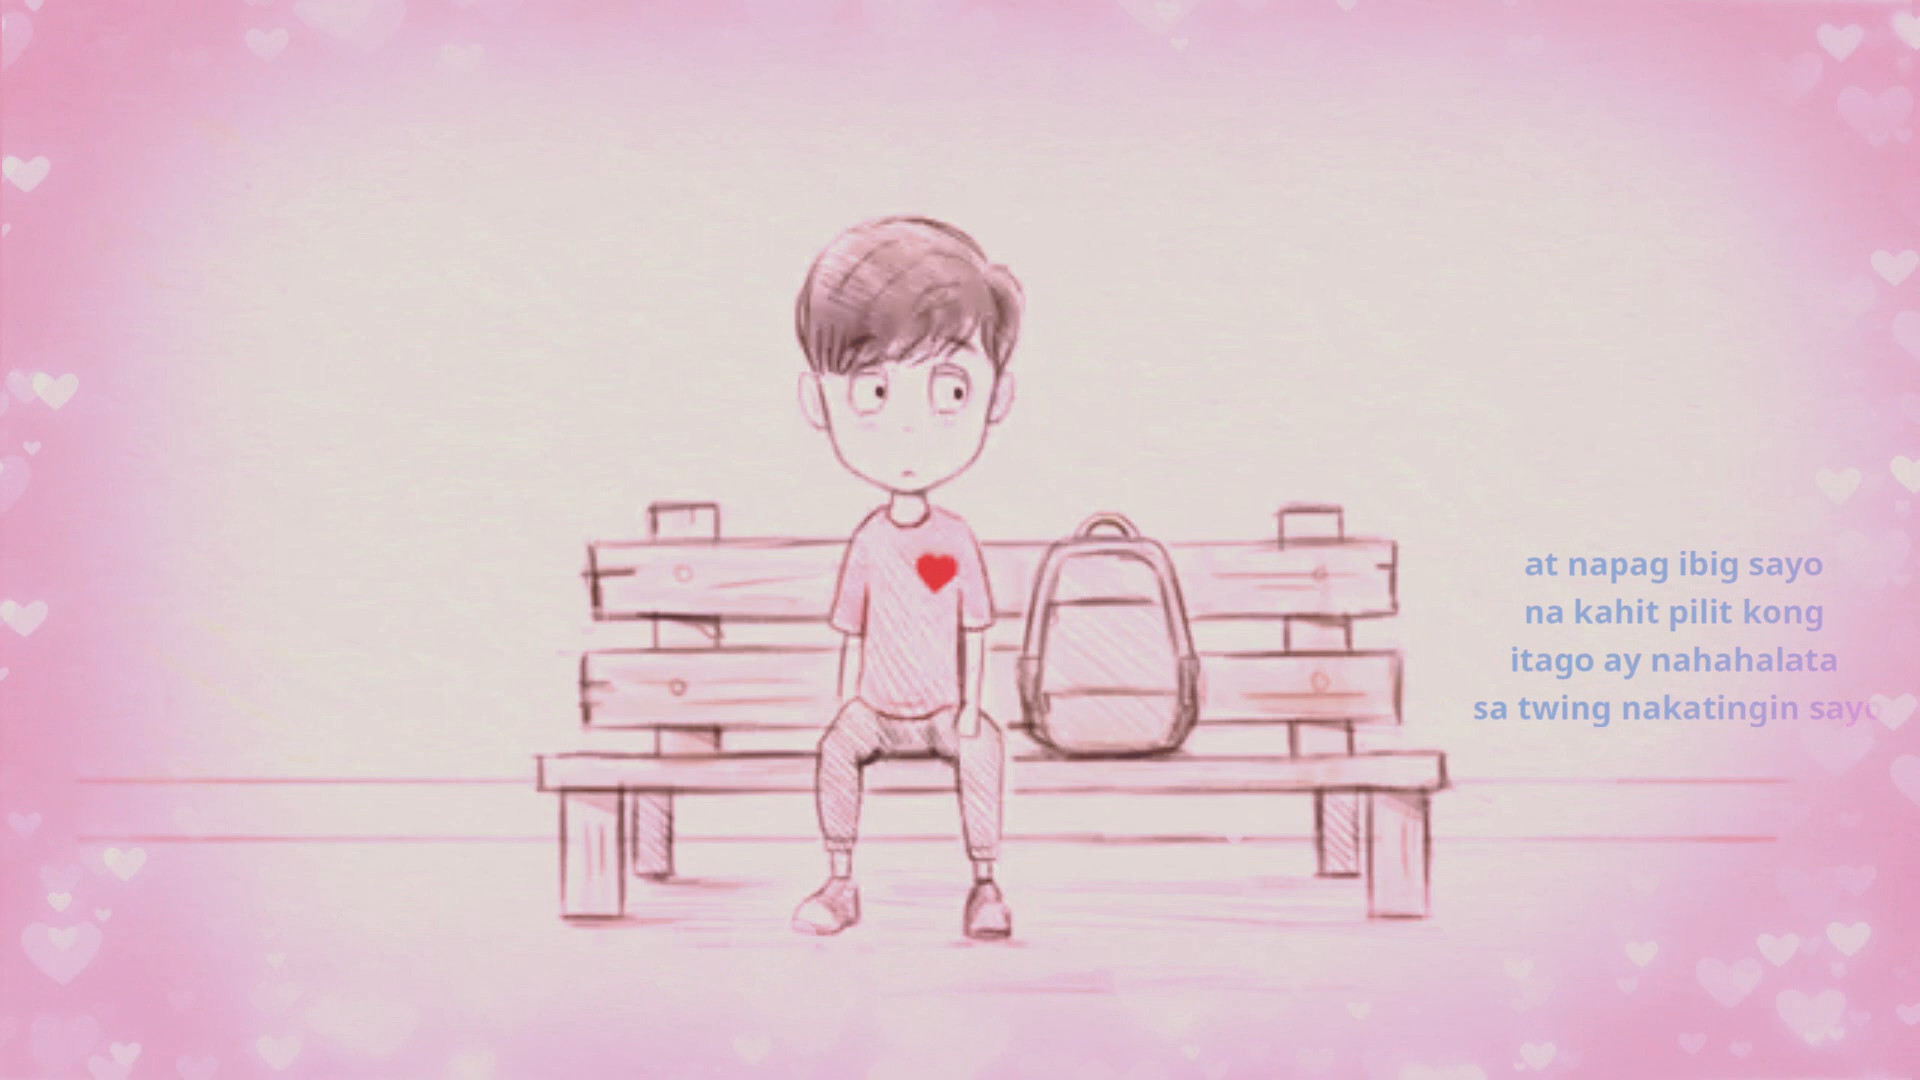 at napag ibig sayo
na kahit pilit kong
itago ay nahahalata
sa twing nakatingin sayo